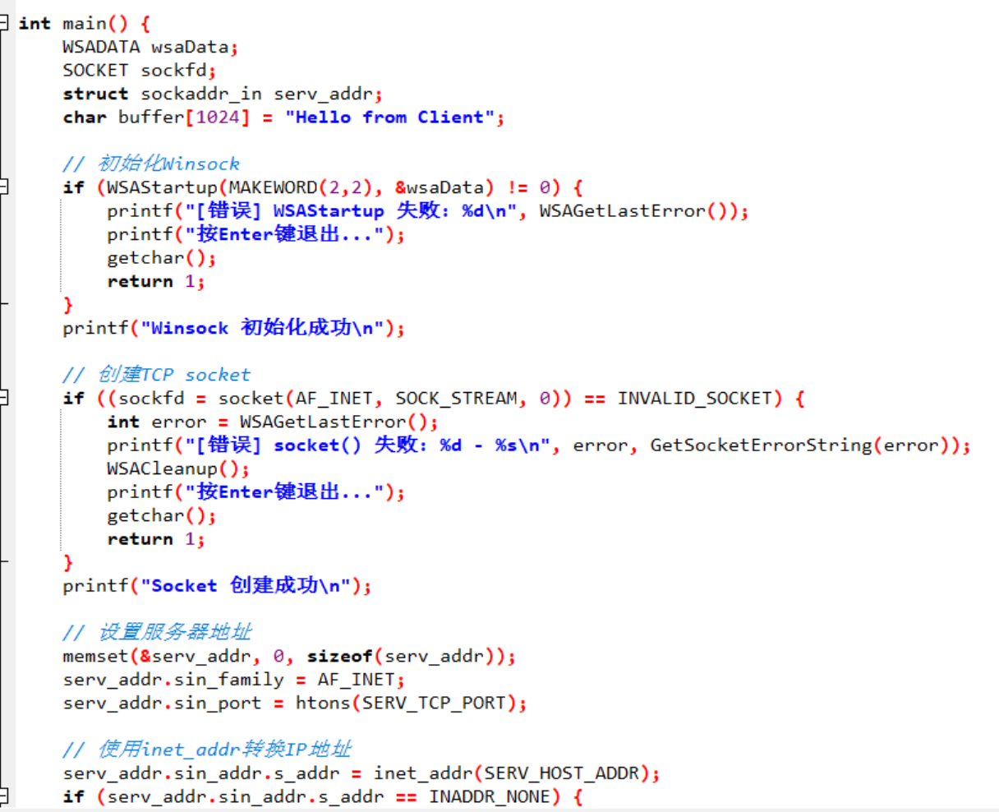 int main() {
    WSADATA wsaData;
    SOCKET sockfd;
    struct sockaddr_in serv_addr;
    char buffer[1024] = "Hello from Client";

    // 初始化Winsock
    if (WSAStartup(MAKEWORD(2,2), &wsaData) != 0) {
        printf("[错误] WSAStartup 失败: %d\n", WSAGetLastError());
        printf("按Enter键退出...");
        getchar();
        return 1;
    }
    printf("Winsock 初始化成功\n");

    // 创建TCP socket
    if ((sockfd = socket(AF_INET, SOCK_STREAM, 0)) == INVALID_SOCKET) {
        int error = WSAGetLastError();
        printf("[错误] socket() 失败: %d - %s\n", error, GetSocketErrorString(error));
        WSACleanup();
        printf("按Enter键退出...");
        getchar();
        return 1;
    }
    printf("Socket 创建成功\n");

    // 设置服务器地址
    memset(&serv_addr, 0, sizeof(serv_addr));
    serv_addr.sin_family = AF_INET;
    serv_addr.sin_port = htons(SERV_TCP_PORT);

    // 使用inet_addr转换IP地址
    serv_addr.sin_addr.s_addr = inet_addr(SERV_HOST_ADDR);
    if (serv_addr.sin_addr.s_addr == INADDR_NONE) {